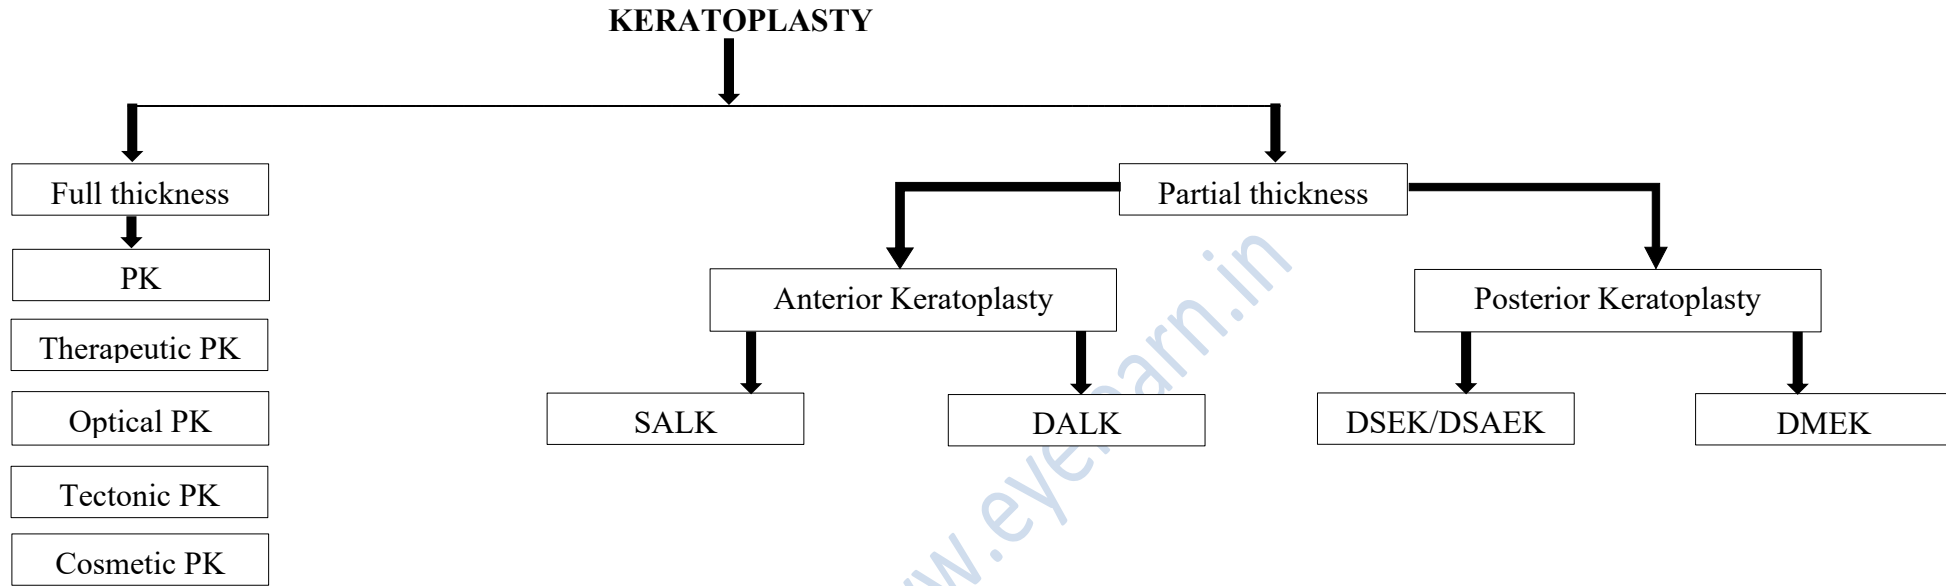 KERATOPLASTY
Full thickness
Partial thickness
PK
Anterior Keratoplasty
Posterior Keratoplasty
Therapeutic PK
Optical PK
SALK
DALK
DSEK/DSAEK
DMEK
Tectonic PK
Cosmetic PK